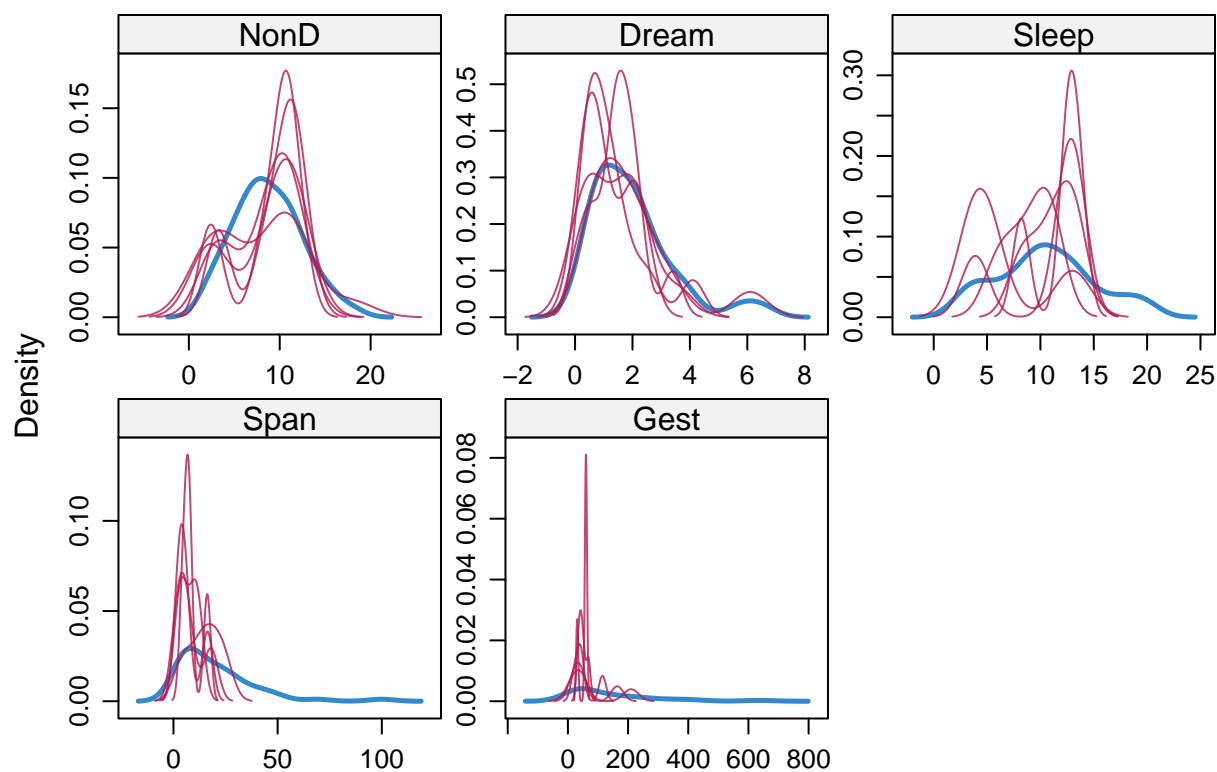 NonD
Dream
Sleep
0.00 0.05 0.10 0.15
0.0 0.1 0.2 0.3 0.4 0.5
0.00 0.10 0.20 0.30
0 10 20
−2 0 2 4 6 8
0 5 10 15 20 25
Density
Span
Gest
0.00 0.05 0.10
0.00 0.02 0.04 0.06 0.08
0 50 100
0 200 400 600 800